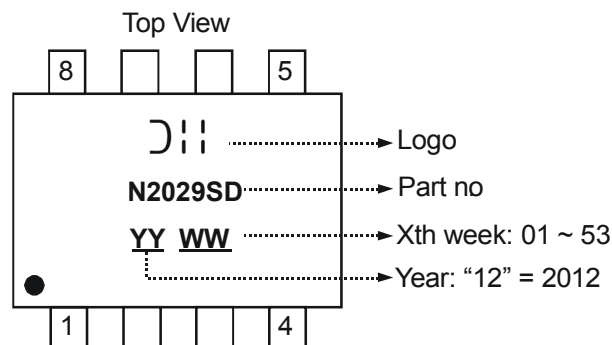 Top View
8 5
Logo
N2029SD Part no
YY WW Xth week: 01 ~ 53
Year: “12” = 2012
1 4